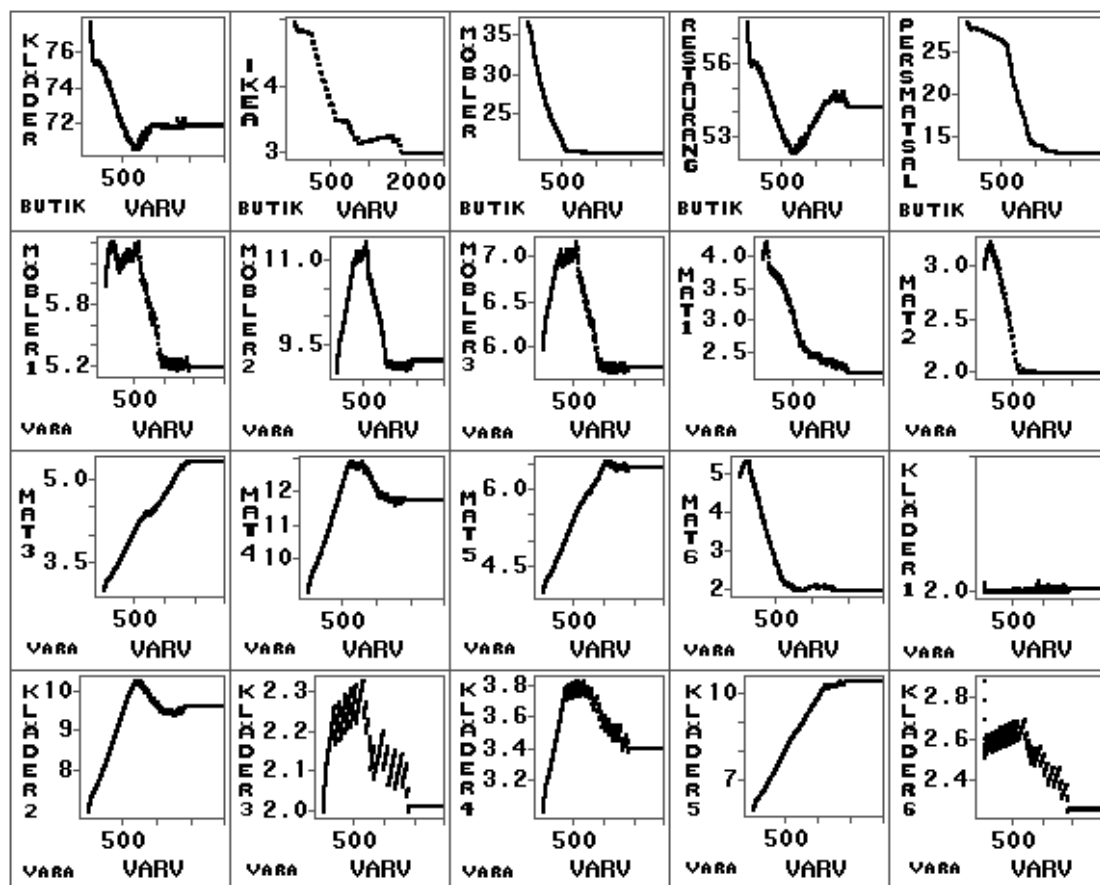 KLÄDER
76
74
72
500
BUTIK VARV
IKEA
4
3
500 2000
BUTIK VARV
MÖBLER
35
30
25
500
BUTIK VARV
RESTAURANG
56
53
500
BUTIK VARV
PERSMATSAL
25
20
15
500
BUTIK VARV
MÖBLER1
5.8
5.2
500
VARA VARV
MÖBLER2
11.0
9.5
500
VARA VARV
MÖBLER3
7.0
6.5
6.0
500
VARA VARV
MAT1
4.0
3.5
3.0
2.5
500
VARA VARV
MAT2
3.0
2.5
2.0
500
VARA VARV
MAT3
5.0
3.5
500
VARA VARV
MAT4
12
11
10
500
VARA VARV
MAT5
6.0
4.5
500
VARA VARV
MAT6
5
4
3
2
500
VARA VARV
KLÄDER1
2.0
500
VARA VARV
KLÄDER2
10
9
8
500
VARA VARV
KLÄDER3
2.3
2.2
2.1
2.0
500
VARA VARV
KLÄDER4
3.8
3.6
3.4
3.2
500
VARA VARV
KLÄDER5
10
7
500
VARA VARV
KLÄDER6
2.8
2.6
2.4
500
VARA VARV